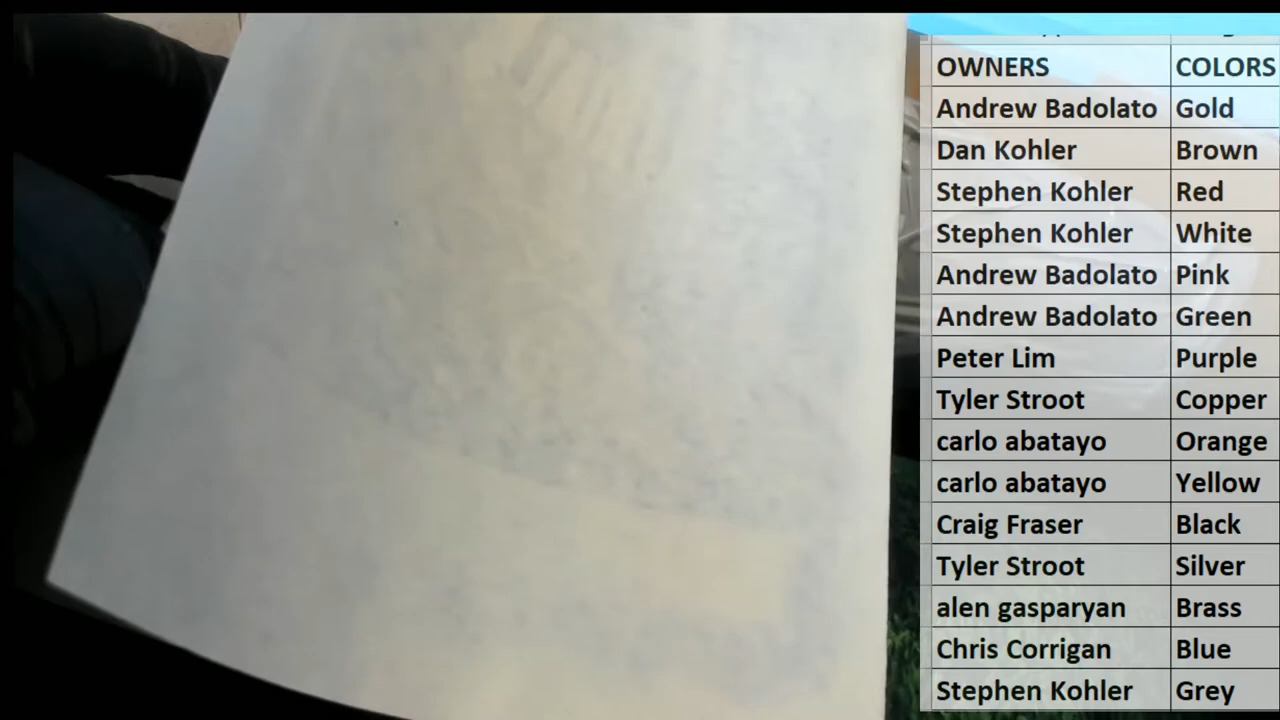 OWNERS COLORS
Andrew Badolato Gold
Dan Kohler Brown
Stephen Kohler Red
Stephen Kohler White
Andrew Badolato Pink
Andrew Badolato Green
Peter Lim Purple
Tyler Stroot Copper
carlo abatayo Orange
carlo abatayo Yellow
Craig Fraser Black
Tyler Stroot Silver
alen gasparyan Brass
Chris Corrigan Blue
Stephen Kohler Grey